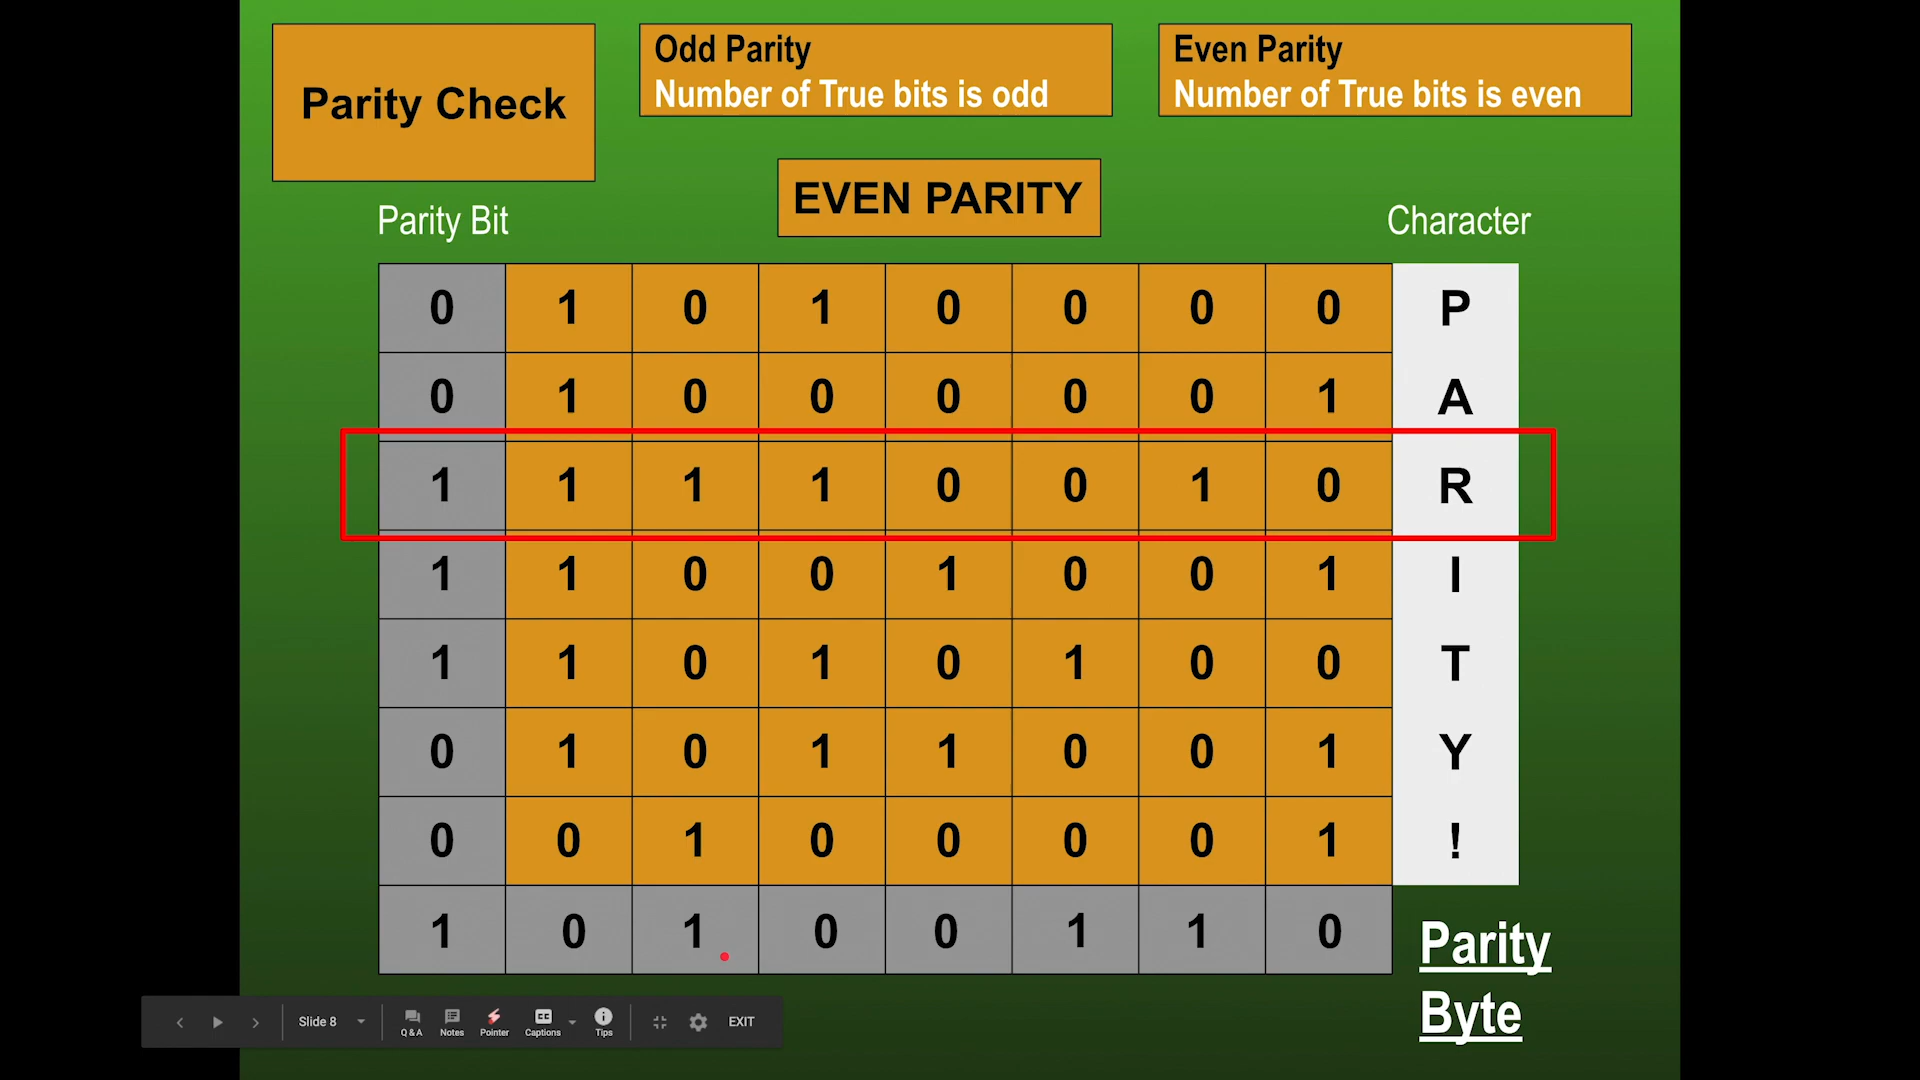 Parity Check
Odd Parity
Number of True bits is odd
Even Parity
Number of True bits is even
EVEN PARITY
Parity Bit
Character
0 1 0 1 0 0 0 0 P
0 1 0 0 0 0 0 1 A
1 1 1 1 0 0 1 0 R
1 1 0 0 1 0 0 1 I
1 1 0 1 0 1 0 0 T
0 1 0 1 1 0 0 1 Y
0 0 1 0 0 0 0 1 !
1 0 1 0 0 1 1 0
Parity
Byte
Slide 8
Q & A
Notes
Pointer
CC
Captions
Tips
EXIT